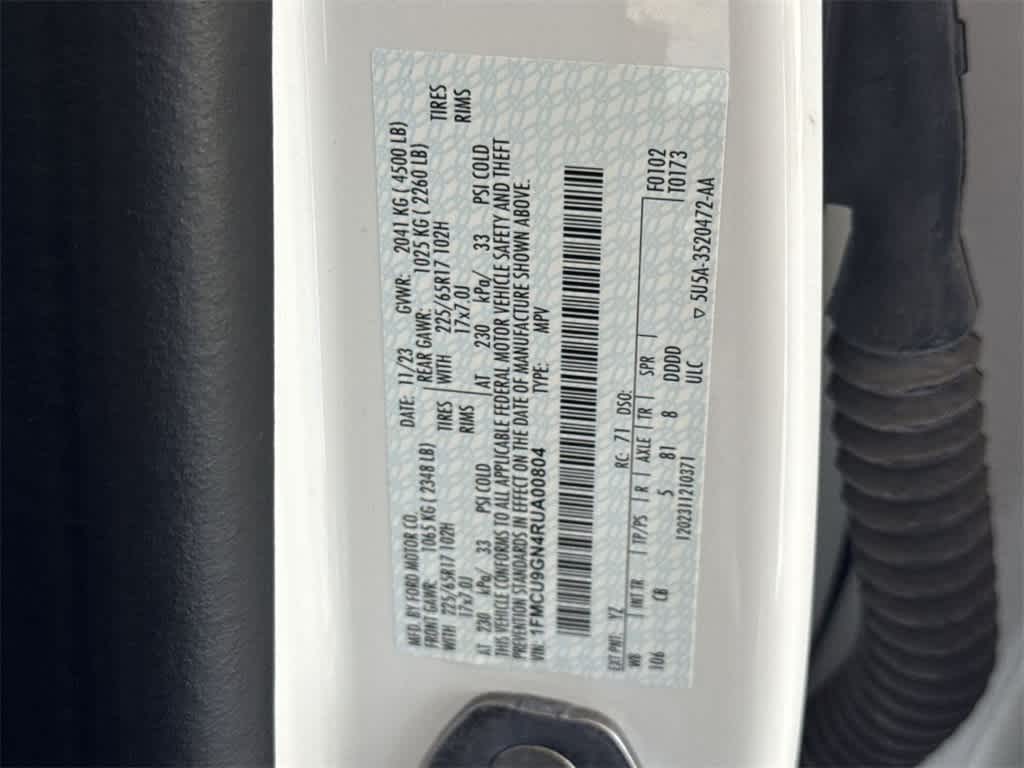 MFD. BY FORD MOTOR CO.
DATE: 11/23 GVWR: 2041 KG ( 4500 LB)
FRONT GAWR: 1065 KG ( 2348 LB) REAR GAWR: 1025 KG ( 2260 LB)
WITH 225/65R17 102H TIRES WITH 225/65R17 102H TIRES
17x7.0J RIMS 17x7.0J RIMS
AT 230 kPa/ 33 PSI COLD AT 230 kPa/ 33 PSI COLD
THIS VEHICLE CONFORMS TO ALL APPLICABLE FEDERAL MOTOR VEHICLE SAFETY AND THEFT
PREVENTION STANDARDS IN EFFECT ON THE DATE OF MANUFACTURE SHOWN ABOVE.
VIN: 1FMCU9GN4RUA00804 TYPE: MPV
EXT PNT: YZ RC: 71 DSO: F0102
WB INT TR TP/PS R AXLE TR SPR T0173
106 CB 5 81 8 DDDD
12023111210371 ULC 5U5A-3520472-AA